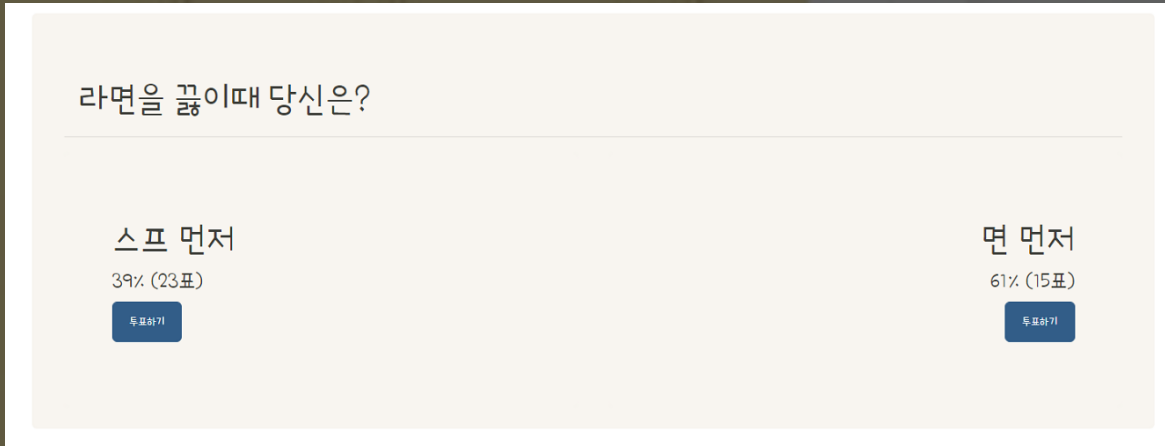 라면을 끓이때 당신은?
스프 먼저
39% (23표)
투표하기
면 먼저
61% (15표)
투표하기